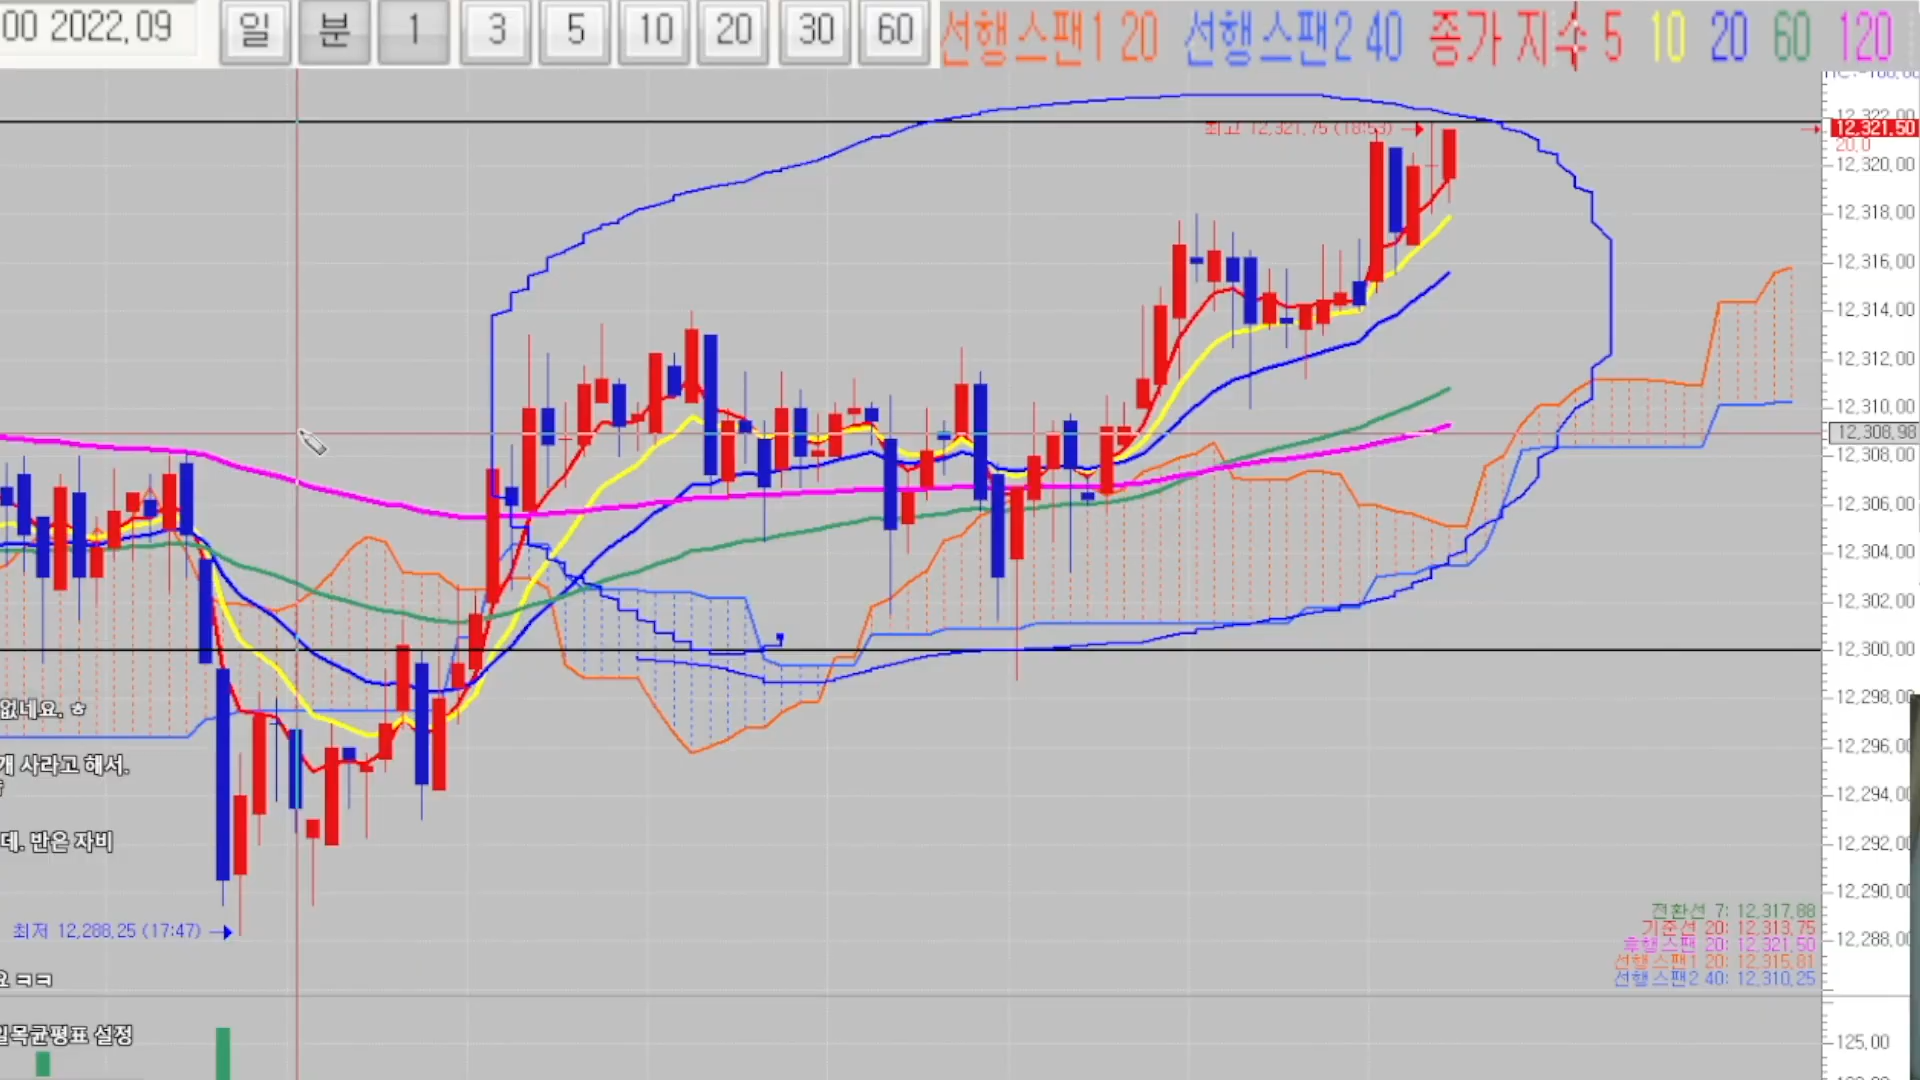 00 2022,09 일 분 1 3 5 10 20 30 60 선행스팬1 20 선행스팬2 40 종가 지수 5 10 20 60 120
12,322,00
최고 12,321,75 (18:53)
12,321,50
20,0
12,320,00
12,318,00
12,316,00
12,314,00
12,312,00
12,310,00
12,308,98
12,308,00
12,306,00
12,304,00
12,302,00
12,300,00
12,298,00
없네요. ㅎ
12,296,00
개 사라고 해서.
12,294,00
데. 반은 자비
12,292,00
12,290,00
전환선 7: 12,317,88
기준선 20: 12,313,75
최저 12,288,25 (17:47)
12,288,00
후행스팬 20: 12,321,50
선행스팬1 20: 12,315,81
선행스팬2 40: 12,310,25
요 ㅋㅋ
일목균평표 설정
125,00